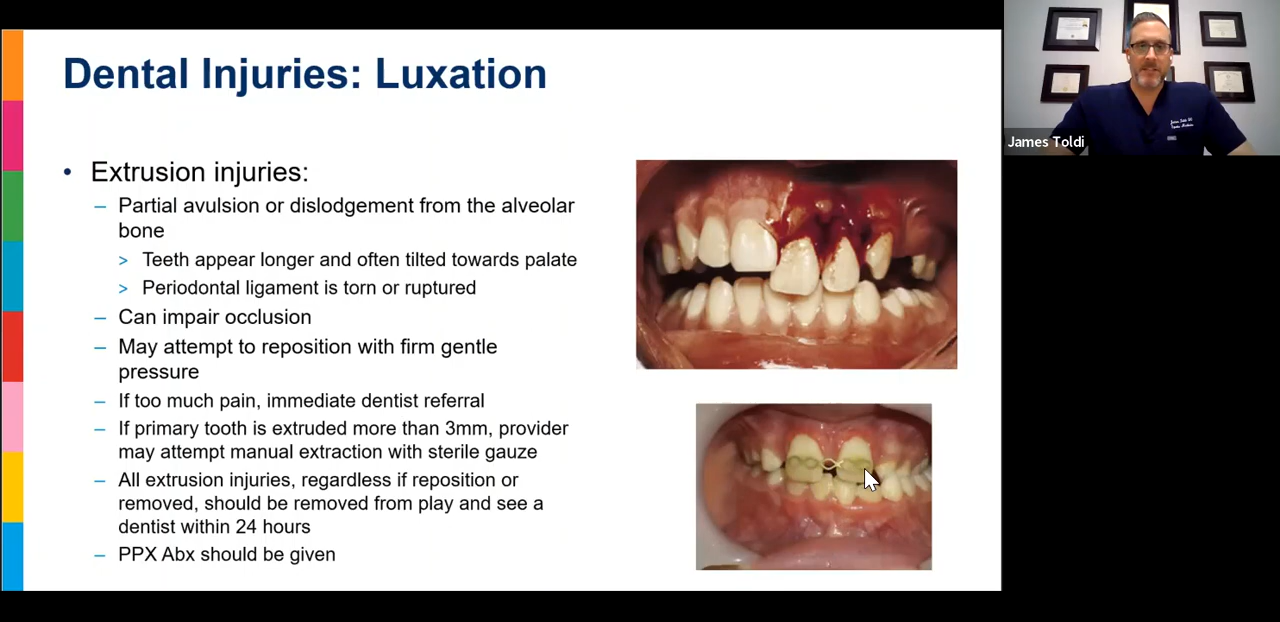 Dental Injuries: Luxation
• Extrusion injuries:
– Partial avulsion or dislodgement from the alveolar
bone
> Teeth appear longer and often tilted towards palate
> Periodontal ligament is torn or ruptured
– Can impair occlusion
– May attempt to reposition with firm gentle
pressure
– If too much pain, immediate dentist referral
– If primary tooth is extruded more than 3mm, provider
may attempt manual extraction with sterile gauze
– All extrusion injuries, regardless if reposition or
removed, should be removed from play and see a
dentist within 24 hours
– PPX Abx should be given
James Toldi